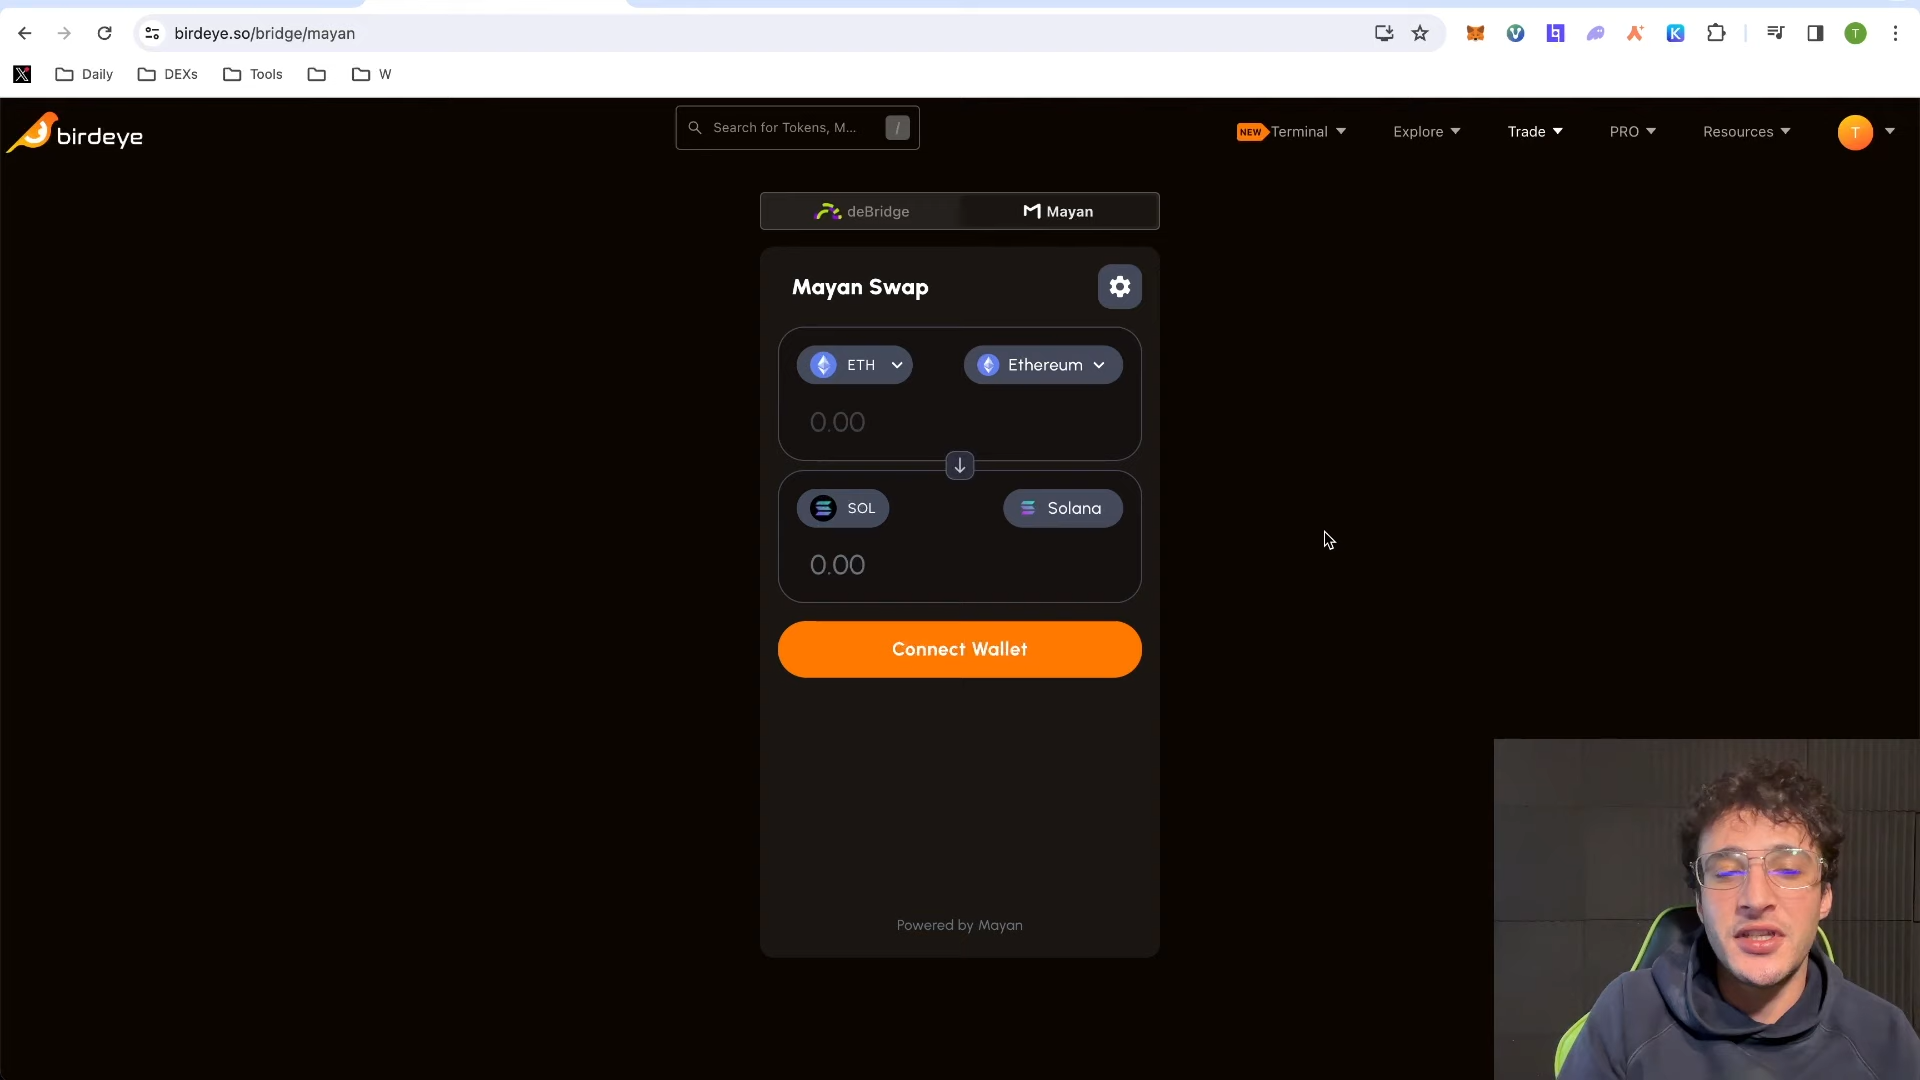 birdeye.so/bridge/mayan
T
Daily
DEXs
Tools
W
birdeye
Search for Tokens, M...
/
NEW
Terminal
Explore
Trade
PRO
Resources
T
deBridge
Mayan
Mayan Swap
ETH
Ethereum
0.00
SOL
Solana
0.00
Connect Wallet
Powered by Mayan